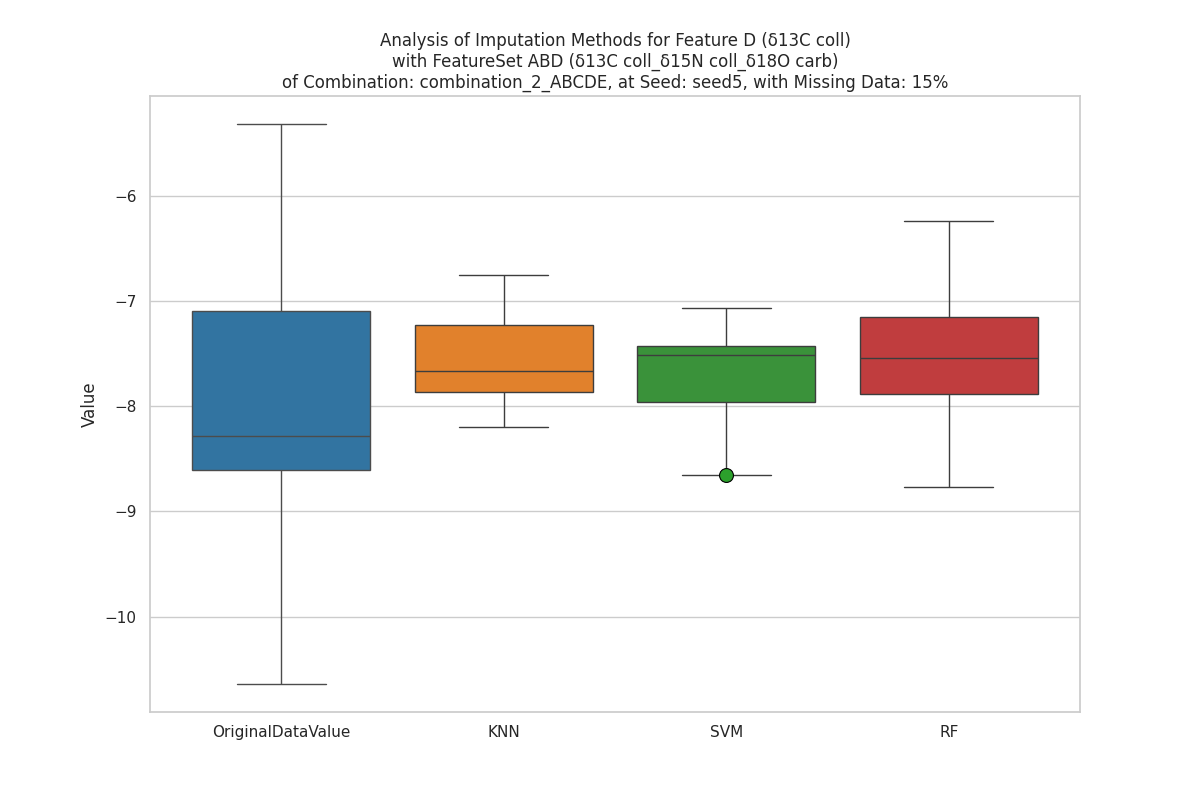 Analysis of Imputation Methods for Feature D (δ13C coll)
with FeatureSet ABD (δ13C coll_δ15N coll_δ18O carb)
of Combination: combination_2_ABCDE, at Seed: seed5, with Missing Data: 15%
Value
−6
−7
−8
−9
−10
OriginalDataValue
KNN
SVM
RF